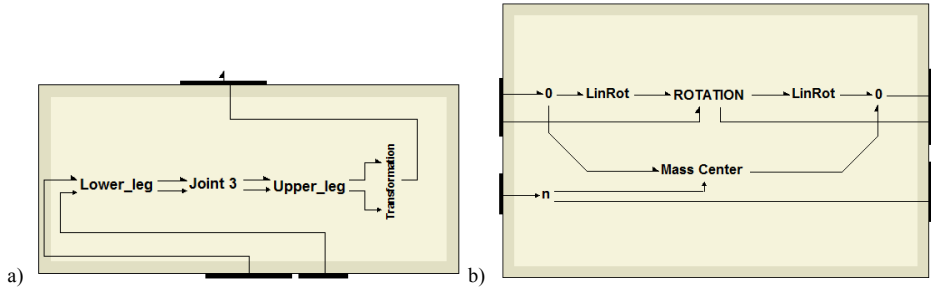 a)
Lower_leg
Joint 3
Upper_leg
Transformation
b)
0 LinRot ROTATION LinRot 0
Mass Center
n